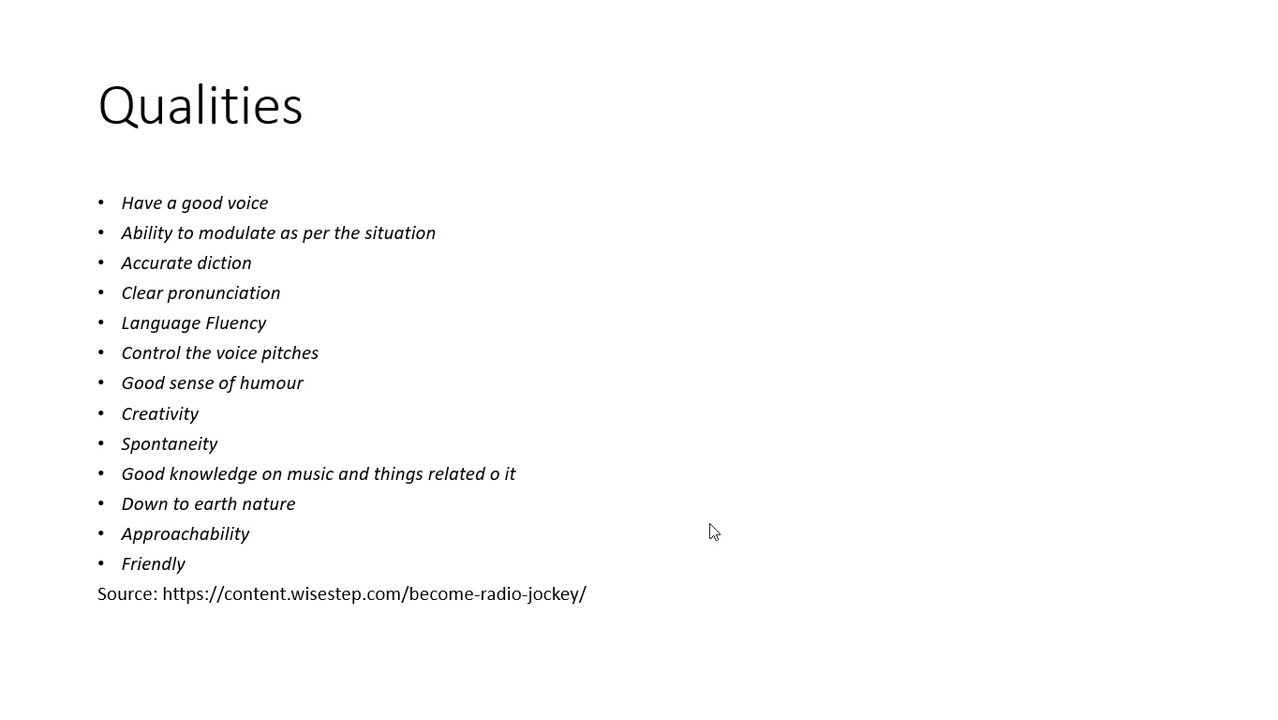 Qualities
• Have a good voice
• Ability to modulate as per the situation
• Accurate diction
• Clear pronunciation
• Language Fluency
• Control the voice pitches
• Good sense of humour
• Creativity
• Spontaneity
• Good knowledge on music and things related o it
• Down to earth nature
• Approachability
• Friendly
Source: https://content.wisestep.com/become-radio-jockey/